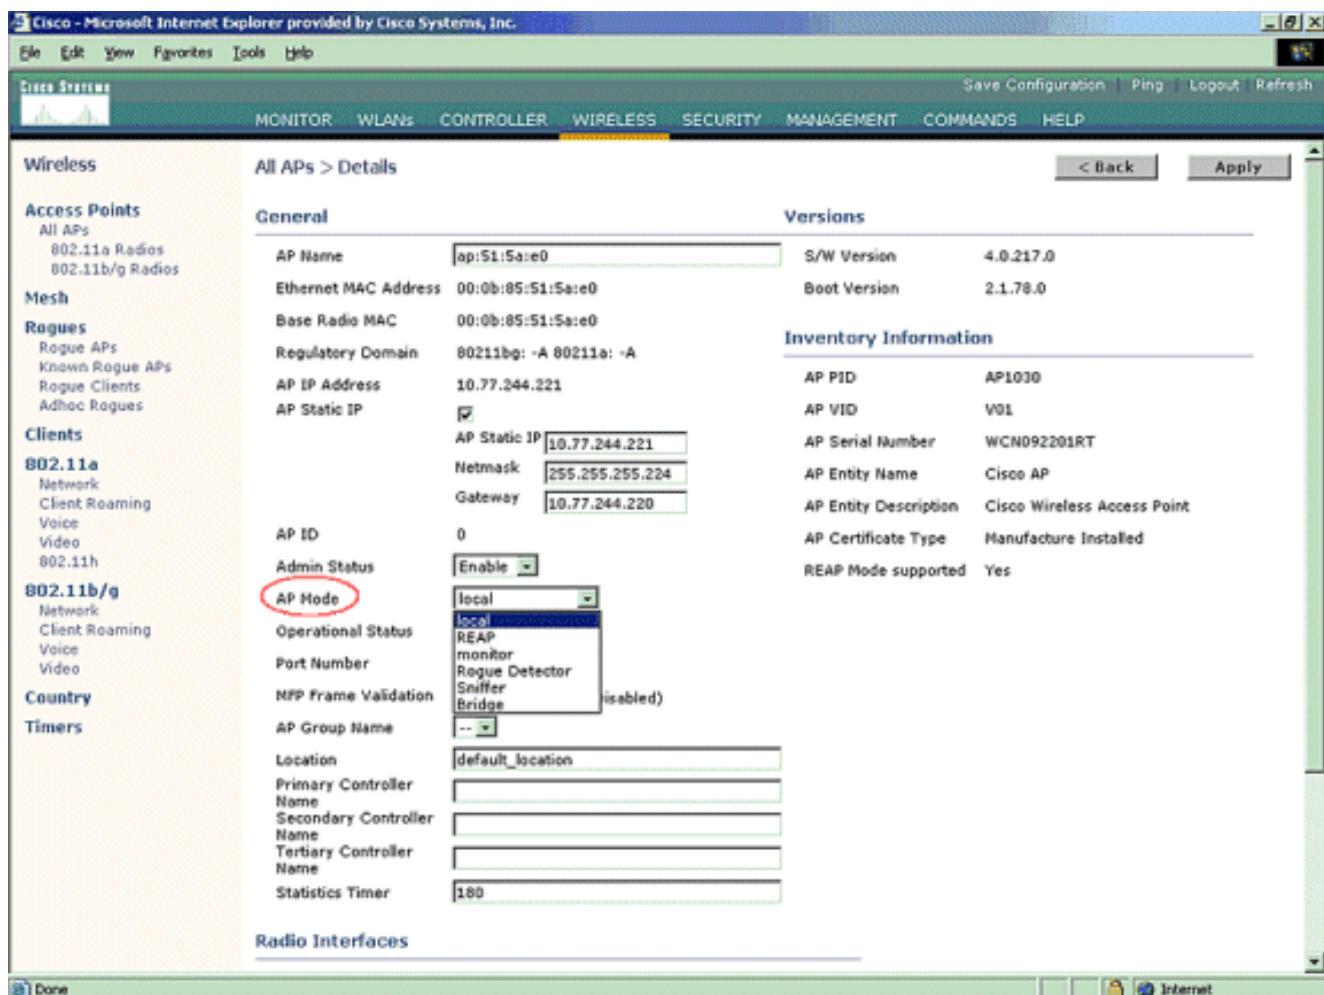 Cisco - Microsoft Internet Explorer provided by Cisco Systems, Inc.
File Edit View Favorites Tools Help
Cisco Systems
Save Configuration | Ping | Logout | Refresh
MONITOR WLANs CONTROLLER WIRELESS SECURITY MANAGEMENT COMMANDS HELP
Wireless
Access Points
All APs
802.11a Radios
802.11b/g Radios
Mesh
Rogues
Rogue APs
Known Rogue APs
Rogue Clients
Adhoc Rogues
Clients
802.11a
Network
Client Roaming
Voice
Video
802.11h
802.11b/g
Network
Client Roaming
Voice
Video
Country
Timers
All APs > Details
< Back Apply
General
AP Name ap:51:5a:e0
Ethernet MAC Address 00:0b:85:51:5a:e0
Base Radio MAC 00:0b:85:51:5a:e0
Regulatory Domain 80211bg: -A 80211a: -A
AP IP Address 10.77.244.221
AP Static IP
AP Static IP 10.77.244.221
Netmask 255.255.255.224
Gateway 10.77.244.220
AP ID 0
Admin Status Enable
AP Mode local
local
REAP
monitor
Rogue Detector
Sniffer
Bridge
Operational Status
Port Number
MFP Frame Validation isabled)
AP Group Name --
Location default_location
Primary Controller
Name
Secondary Controller
Name
Tertiary Controller
Name
Statistics Timer 180
Radio Interfaces
Versions
S/W Version 4.0.217.0
Boot Version 2.1.78.0
Inventory Information
AP PID AP1030
AP VID V01
AP Serial Number WCN092201RT
AP Entity Name Cisco AP
AP Entity Description Cisco Wireless Access Point
AP Certificate Type Manufacture Installed
REAP Mode supported Yes
Done
Internet